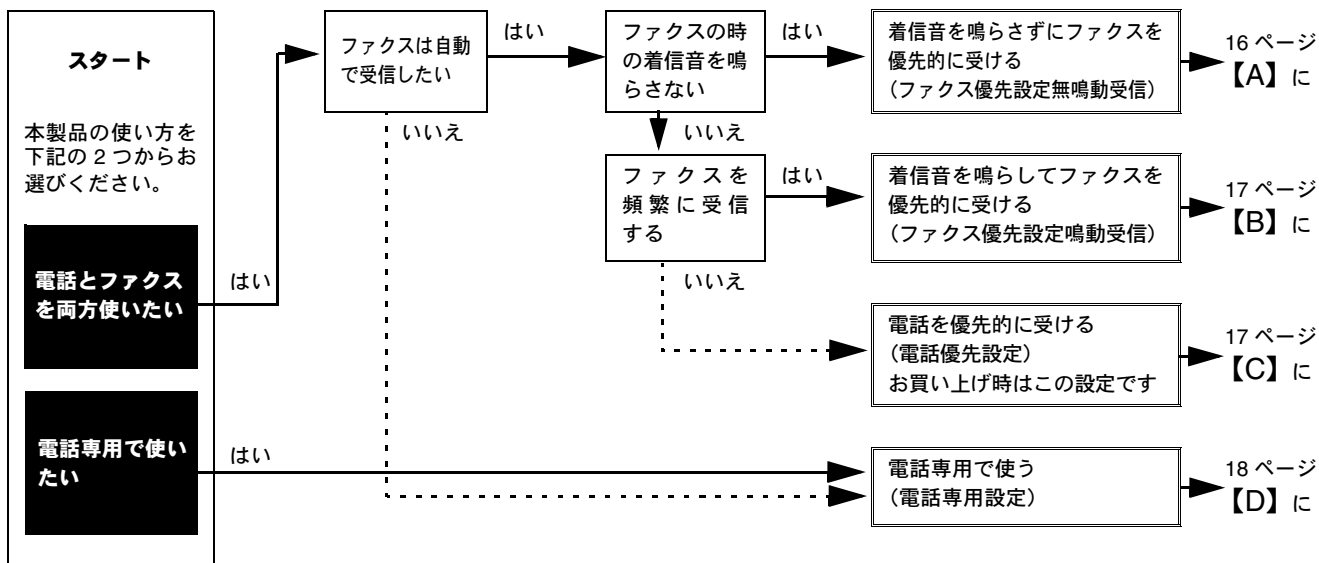 スタート
本製品の使い方を
下記の2つからお
選びください。
電話とファクス
を両方使いたい
はい
電話専用で使い
たい
はい
ファクスは自動
で受信したい
はい
いいえ
ファクスの時
の着信音を鳴
らさない
はい
いいえ
ファクスを
頻繁に受信
する
はい
いいえ
着信音を鳴らさずにファクスを
優先的に受ける
（ファクス優先設定無鳴動受信）
16 ページ
【A】に
着信音を鳴らしてファクスを
優先的に受ける
（ファクス優先設定鳴動受信）
17 ページ
【B】に
電話を優先的に受ける
（電話優先設定）
お買い上げ時はこの設定です
17 ページ
【C】に
電話専用で使う
（電話専用設定）
18 ページ
【D】に